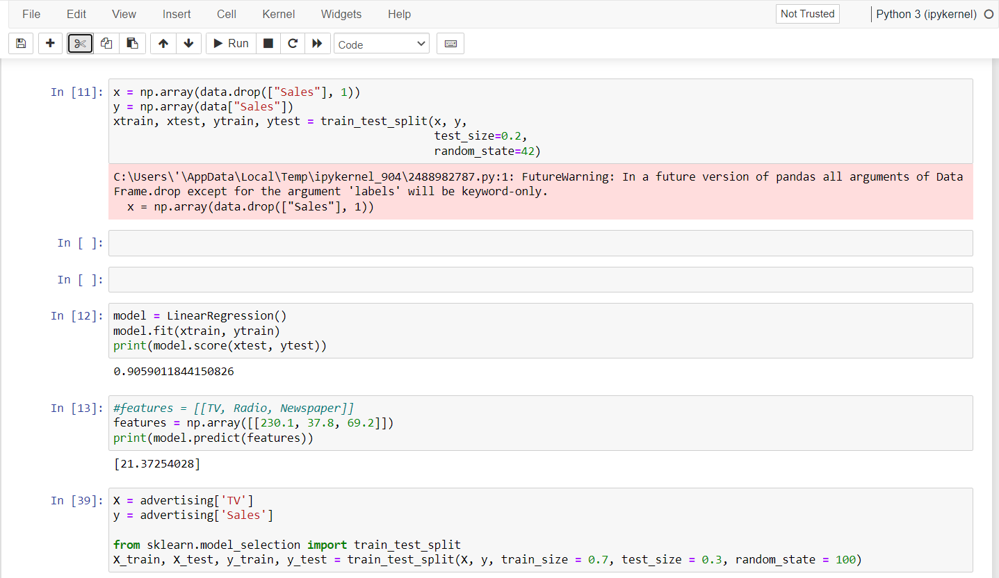 File Edit View Insert Cell Kernel Widgets Help Not Trusted Python 3 (ipykernel)
Run Code
In [11]: x = np.array(data.drop(["Sales"], 1))
y = np.array(data["Sales"])
xtrain, xtest, ytrain, ytest = train_test_split(x, y,
test_size=0.2,
random_state=42)
C:\Users\'\AppData\Local\Temp\ipykernel_904\2488982787.py:1: FutureWarning: In a future version of pandas all arguments of Data
Frame.drop except for the argument 'labels' will be keyword-only.
x = np.array(data.drop(["Sales"], 1))
In [ ]:
In [ ]:
In [12]: model = LinearRegression()
model.fit(xtrain, ytrain)
print(model.score(xtest, ytest))
0.9059011844150826
In [13]: #features = [[TV, Radio, Newspaper]]
features = np.array([[230.1, 37.8, 69.2]])
print(model.predict(features))
[21.37254028]
In [39]: X = advertising['TV']
y = advertising['Sales']
from sklearn.model_selection import train_test_split
X_train, X_test, y_train, y_test = train_test_split(X, y, train_size = 0.7, test_size = 0.3, random_state = 100)